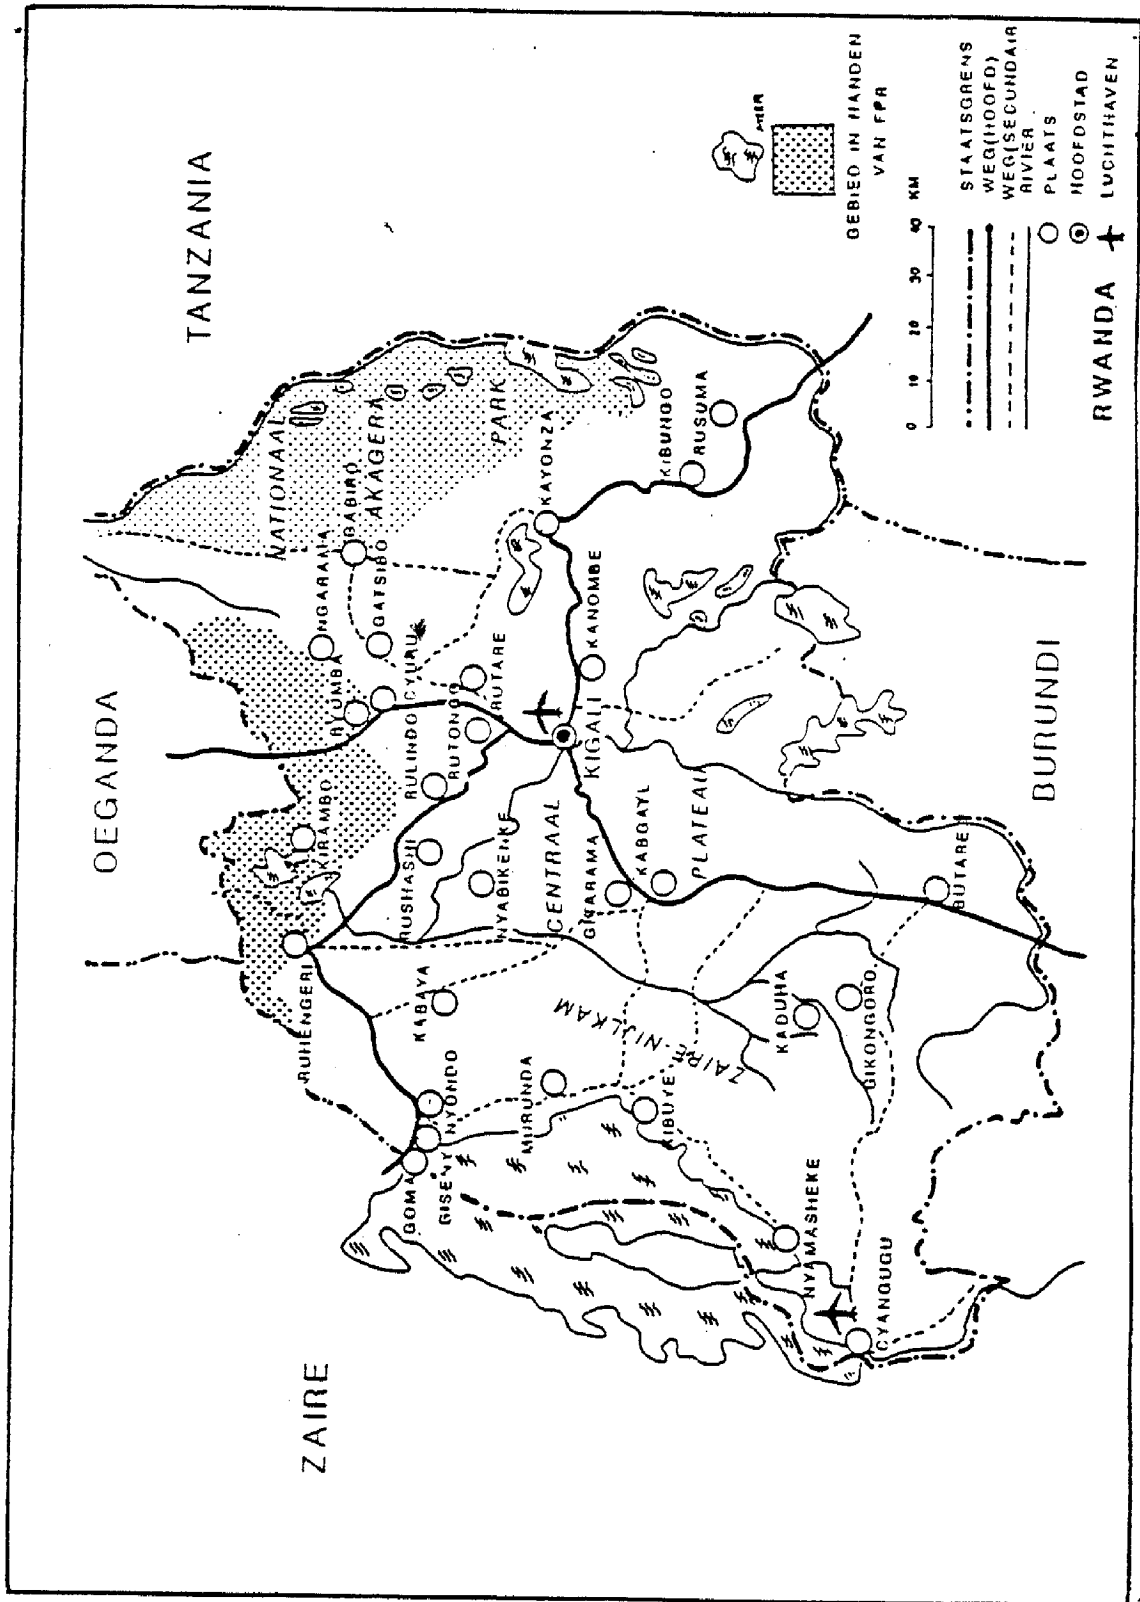 OEGANDA
TANZANIA
ZAIRE
BURUNDI
NATIONAAL
AKAGERA
PARK
NGARAMA
GABIRO
GATSIBO
KIRAMBO
RUHENGERI
RULINDO
RUTONGO
RUTARE
RUSHASHI
NYABIKENKE
KABAYA
NYONDO
GOMA
GISENYI
MURUNDA
KIBUYE
CENTRAAL
PLATEAU
GITARAMA
KABGAYI
KIGALI
KANOMBE
KAYONZA
KIBUNGO
RUSUMA
ZAIRE-NIJLKAM
KADUHA
GIKONGORO
BUTARE
NYAMASHEKE
CYANGUGU
MEER
GEBIED IN HANDEN
VAN FPR
0 10 20 30 40 KM
STAATSGRENS
WEG(HOOFD)
WEG(SECUNDAIR
RIVIER
PLAATS
HOOFDSTAD
LUCHTHAVEN
RWANDA